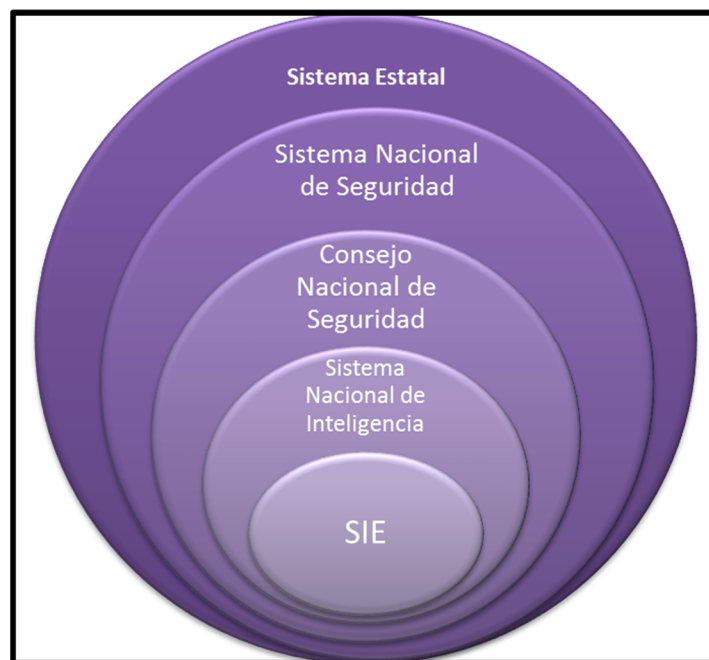 Sistema Estatal
Sistema Nacional
de Seguridad
Consejo
Nacional de
Seguridad
Sistema
Nacional de
Inteligencia
SIE